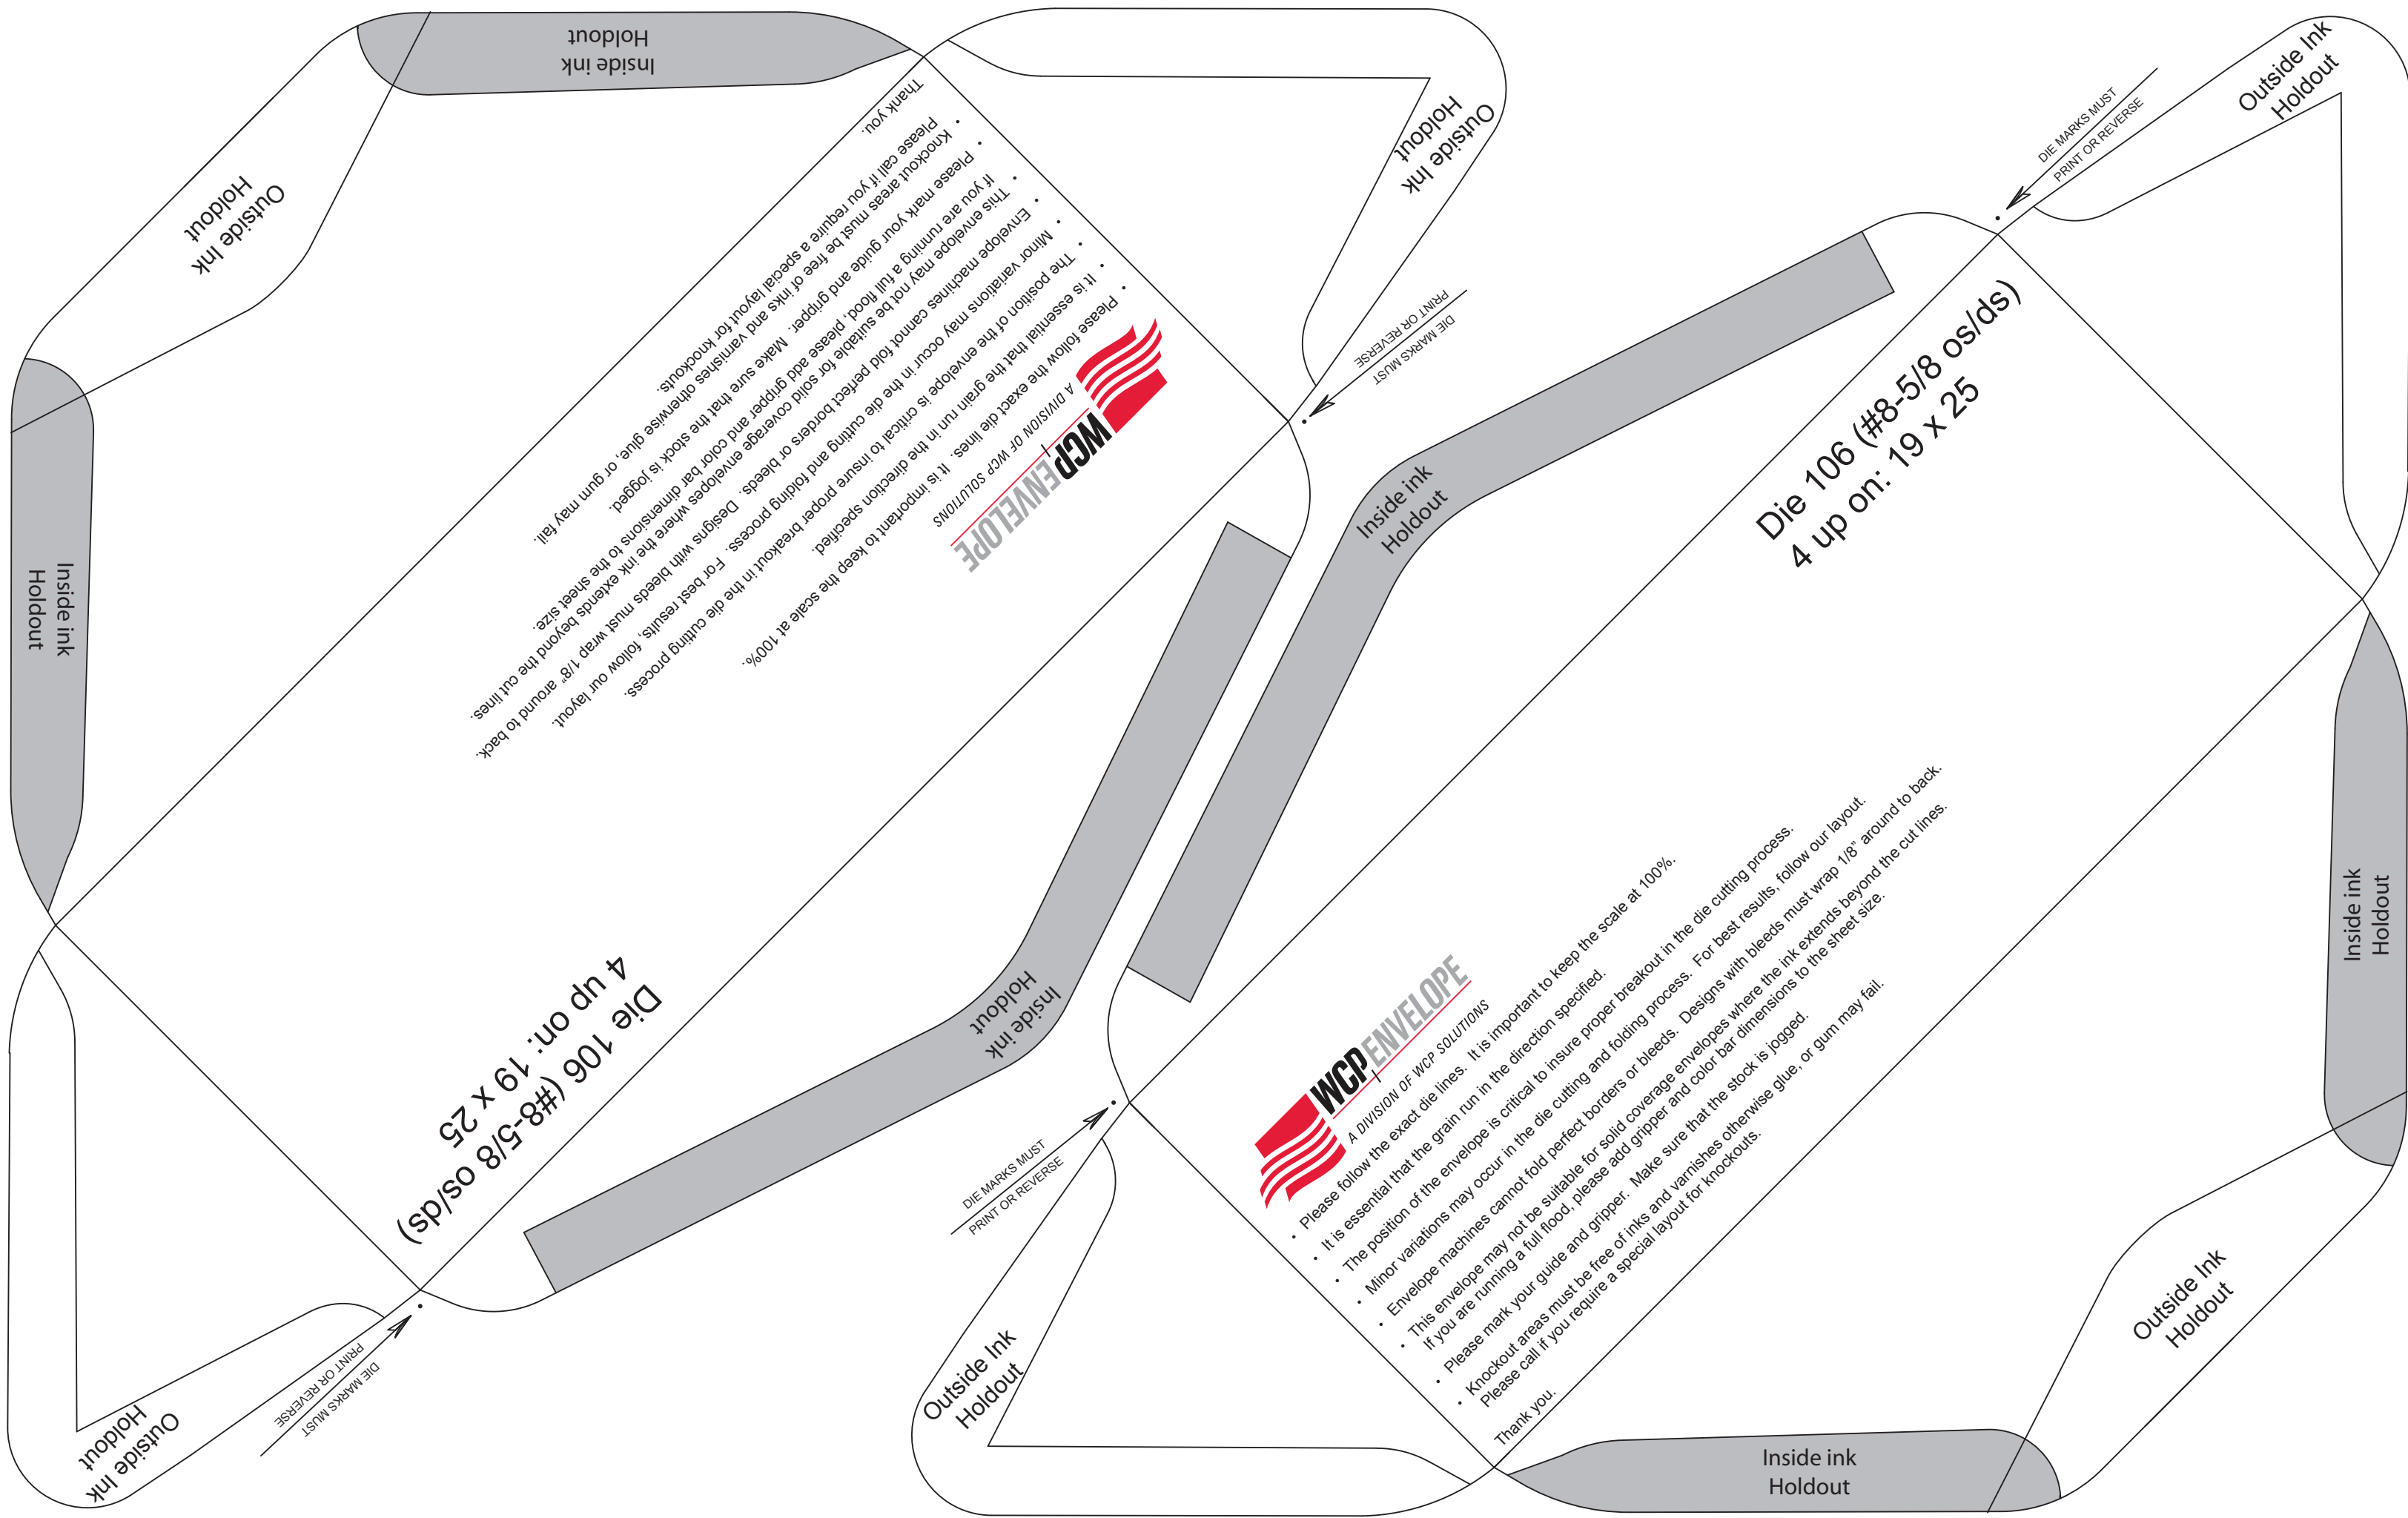 Inside ink
Holdout
Outside Ink
Holdout
Inside ink
Holdout
Outside Ink
Holdout
DIE MARKS MUST
PRINT OR REVERSE
WCPENVELOPE
A DIVISION OF WCP SOLUTIONS
• Please follow the exact die lines. It is important to keep the scale at 100%.
• It is essential that the grain run in the direction specified.
• The position of the envelope is critical to insure proper breakout in the die cutting process.
• Minor variations may occur in the die cutting and folding process. For best results, follow our layout.
• Envelope machines cannot fold perfect borders or bleeds. Designs with bleeds must wrap 1/8” around to back.
• This envelope may not be suitable for solid coverage envelopes where the ink extends beyond the cut lines.
If you are running a full flood, please add gripper and color bar dimensions to the sheet size.
• Please mark your guide and gripper. Make sure that the stock is jogged.
• Knockout areas must be free of inks and varnishes otherwise glue, or gum may fail.
Please call if you require a special layout for knockouts.
Thank you.
Die 106 (#8-5/8 os/ds)
4 up on: 19 x 25
Inside ink
Holdout
DIE MARKS MUST
PRINT OR REVERSE
Outside Ink
Holdout
Outside Ink
Holdout
DIE MARKS MUST
PRINT OR REVERSE
Inside ink
Holdout
Die 106 (#8-5/8 os/ds)
4 up on: 19 x 25
WCPENVELOPE
A DIVISION OF WCP SOLUTIONS
• Please follow the exact die lines. It is important to keep the scale at 100%.
• It is essential that the grain run in the direction specified.
• The position of the envelope is critical to insure proper breakout in the die cutting process.
• Minor variations may occur in the die cutting and folding process. For best results, follow our layout.
• Envelope machines cannot fold perfect borders or bleeds. Designs with bleeds must wrap 1/8” around to back.
• This envelope may not be suitable for solid coverage envelopes where the ink extends beyond the cut lines.
If you are running a full flood, please add gripper and color bar dimensions to the sheet size.
• Please mark your guide and gripper. Make sure that the stock is jogged.
• Knockout areas must be free of inks and varnishes otherwise glue, or gum may fail.
Please call if you require a special layout for knockouts.
Thank you.
DIE MARKS MUST
PRINT OR REVERSE
Outside Ink
Holdout
Inside ink
Holdout
Outside Ink
Holdout
Inside ink
Holdout